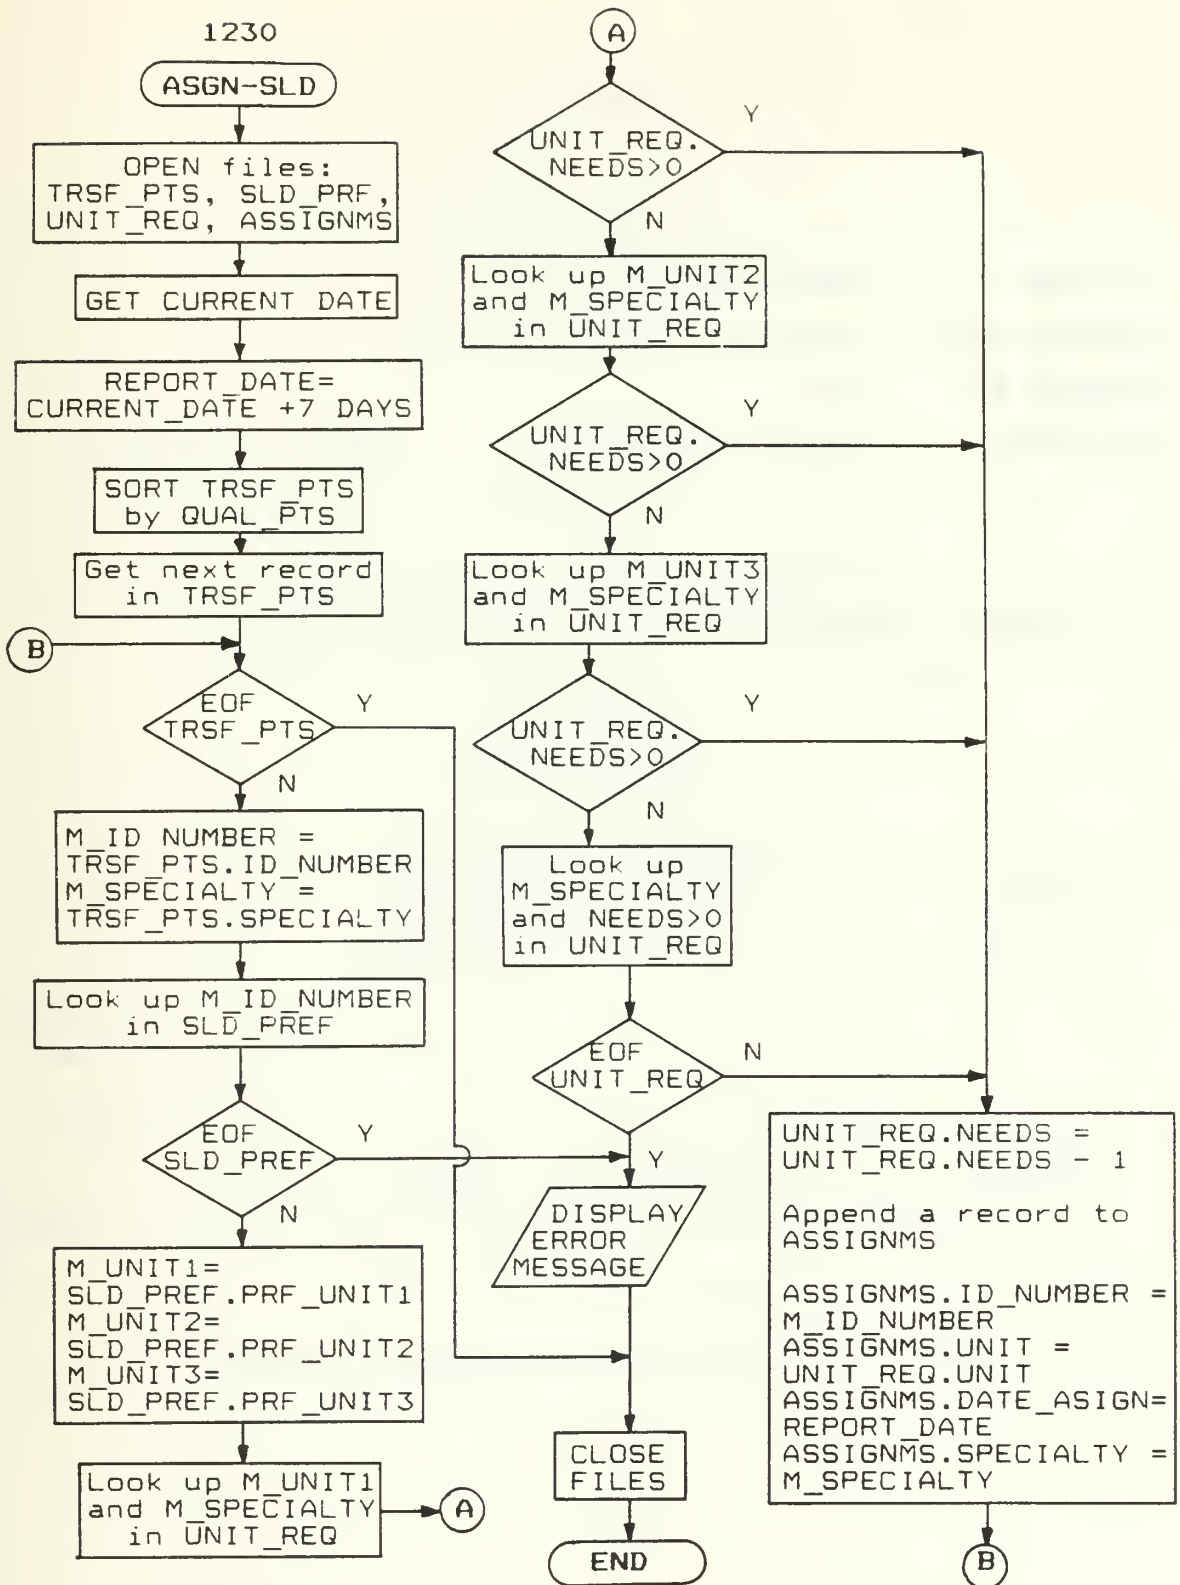 1230
ASGN-SLD
OPEN files:
TRSF_PTS, SLD_PRF,
UNIT_REQ, ASSIGNMS
GET CURRENT DATE
REPORT_DATE=
CURRENT_DATE +7 DAYS
SORT TRSF_PTS
by QUAL_PTS
Get next record
in TRSF_PTS
B
EOF
TRSF_PTS
Y
N
M_ID NUMBER =
TRSF_PTS.ID_NUMBER
M_SPECIALTY =
TRSF_PTS.SPECIALTY
Look up M_ID_NUMBER
in SLD_PREF
EOF
SLD_PREF
Y
N
M_UNIT1=
SLD_PREF.PRF_UNIT1
M_UNIT2=
SLD_PREF.PRF_UNIT2
M_UNIT3=
SLD_PREF.PRF_UNIT3
Look up M_UNIT1
and M_SPECIALTY
in UNIT_REQ
A
A
UNIT_REQ.
NEEDS>0
Y
N
Look up M_UNIT2
and M_SPECIALTY
in UNIT_REQ
UNIT_REQ.
NEEDS>0
Y
N
Look up M_UNIT3
and M_SPECIALTY
in UNIT_REQ
UNIT_REQ.
NEEDS>0
Y
N
Look up
M_SPECIALTY
and NEEDS>0
in UNIT_REQ
EOF
UNIT_REQ
N
Y
DISPLAY
ERROR
MESSAGE
CLOSE
FILES
END
UNIT_REQ.NEEDS =
UNIT_REQ.NEEDS - 1
Append a record to
ASSIGNMS
ASSIGNMS.ID_NUMBER =
M_ID_NUMBER
ASSIGNMS.UNIT =
UNIT_REQ.UNIT
ASSIGNMS.DATE_ASIGN=
REPORT_DATE
ASSIGNMS.SPECIALTY =
M_SPECIALTY
B